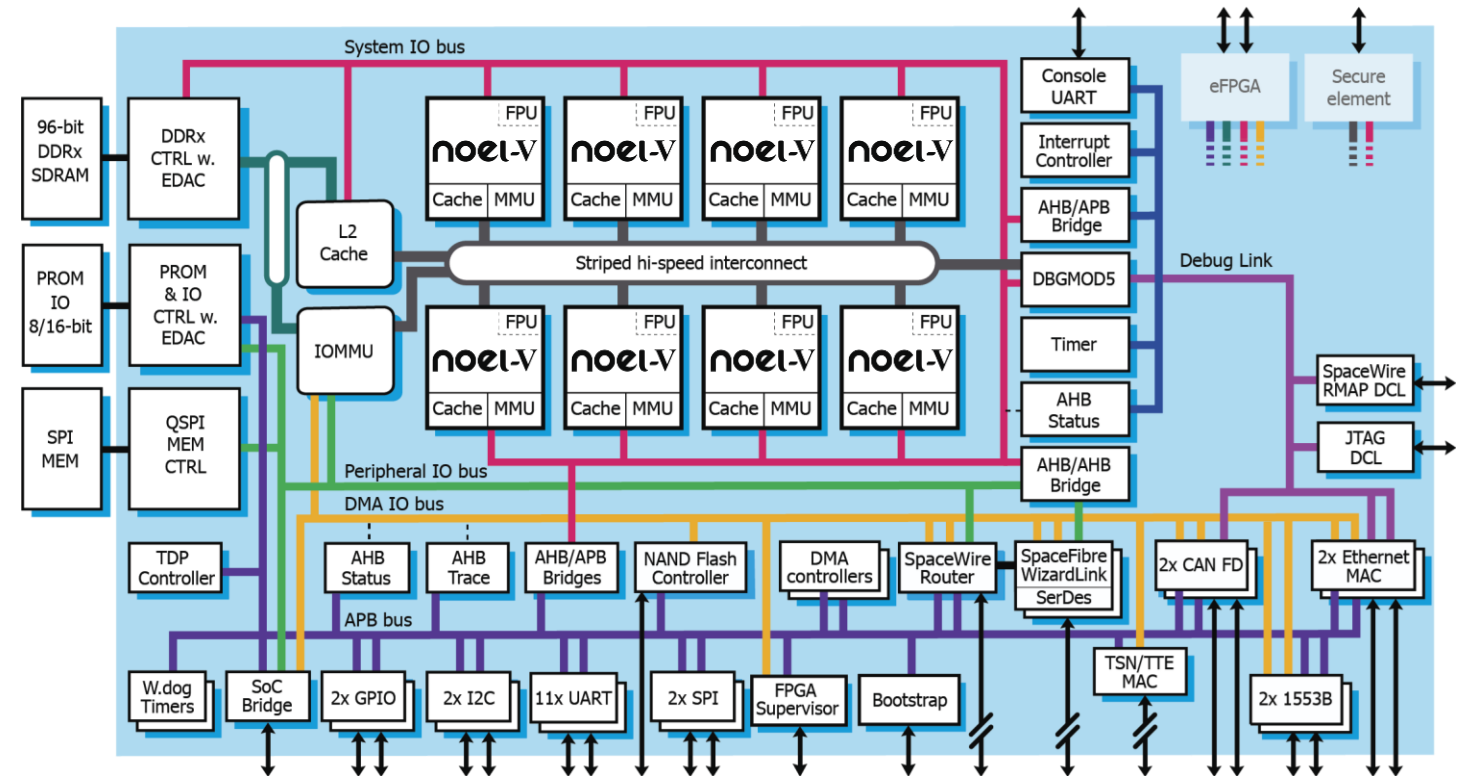 System IO bus
96-bit
DDRx
SDRAM
DDRx
CTRL w.
EDAC
PROM
IO
8/16-bit
PROM
& IO
CTRL w.
EDAC
SPI
MEM
QSPI
MEM
CTRL
L2
Cache
IOMMU
FPU
noel-V
Cache MMU
FPU
noel-V
Cache MMU
FPU
noel-V
Cache MMU
FPU
noel-V
Cache MMU
Striped hi-speed interconnect
FPU
noel-V
Cache MMU
FPU
noel-V
Cache MMU
FPU
noel-V
Cache MMU
FPU
noel-V
Cache MMU
Console
UART
Interrupt
Controller
AHB/APB
Bridge
DBGMOD5
Timer
AHB
Status
AHB/AHB
Bridge
eFPGA
Secure
element
Debug Link
SpaceWire
RMAP DCL
JTAG
DCL
Peripheral IO bus
DMA IO bus
TDP
Controller
AHB
Status
AHB
Trace
AHB/APB
Bridges
NAND Flash
Controller
DMA
controllers
SpaceWire
Router
SpaceFibre
WizardLink
SerDes
2x CAN FD
2x Ethernet
MAC
APB bus
W.dog
Timers
SoC
Bridge
2x GPIO
2x I2C
11x UART
2x SPI
FPGA
Supervisor
Bootstrap
TSN/TTE
MAC
2x 1553B